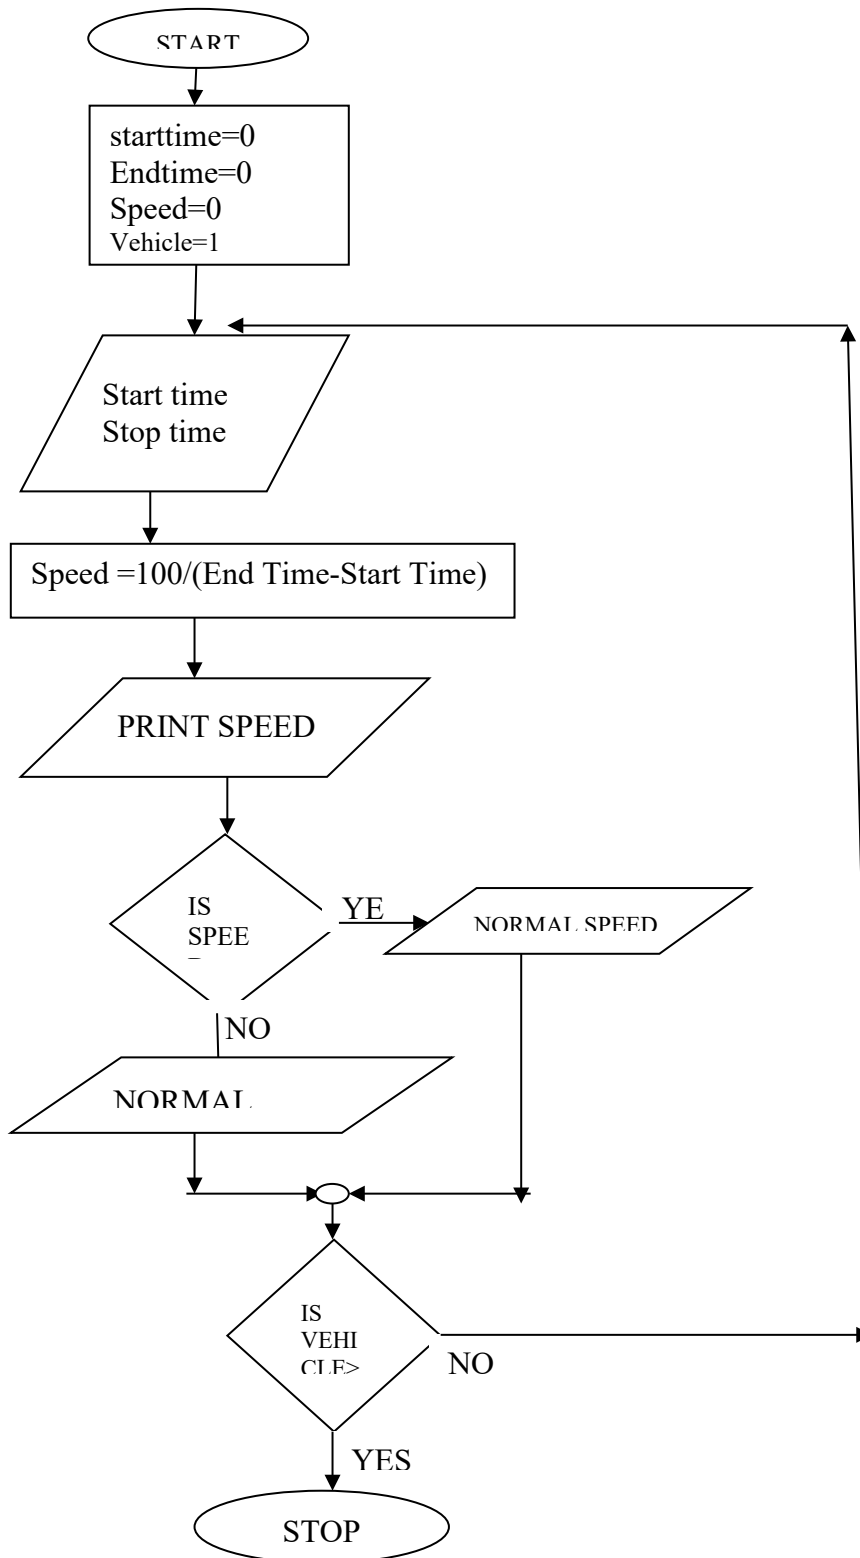 START
starttime=0
Endtime=0
Speed=0
Vehicle=1
Start time
Stop time
Speed =100/(End Time-Start Time)
PRINT SPEED
IS
SPEE
YE
NORMAL SPEED
NO
NORMAL
IS
VEHI
CLE>
NO
YES
STOP